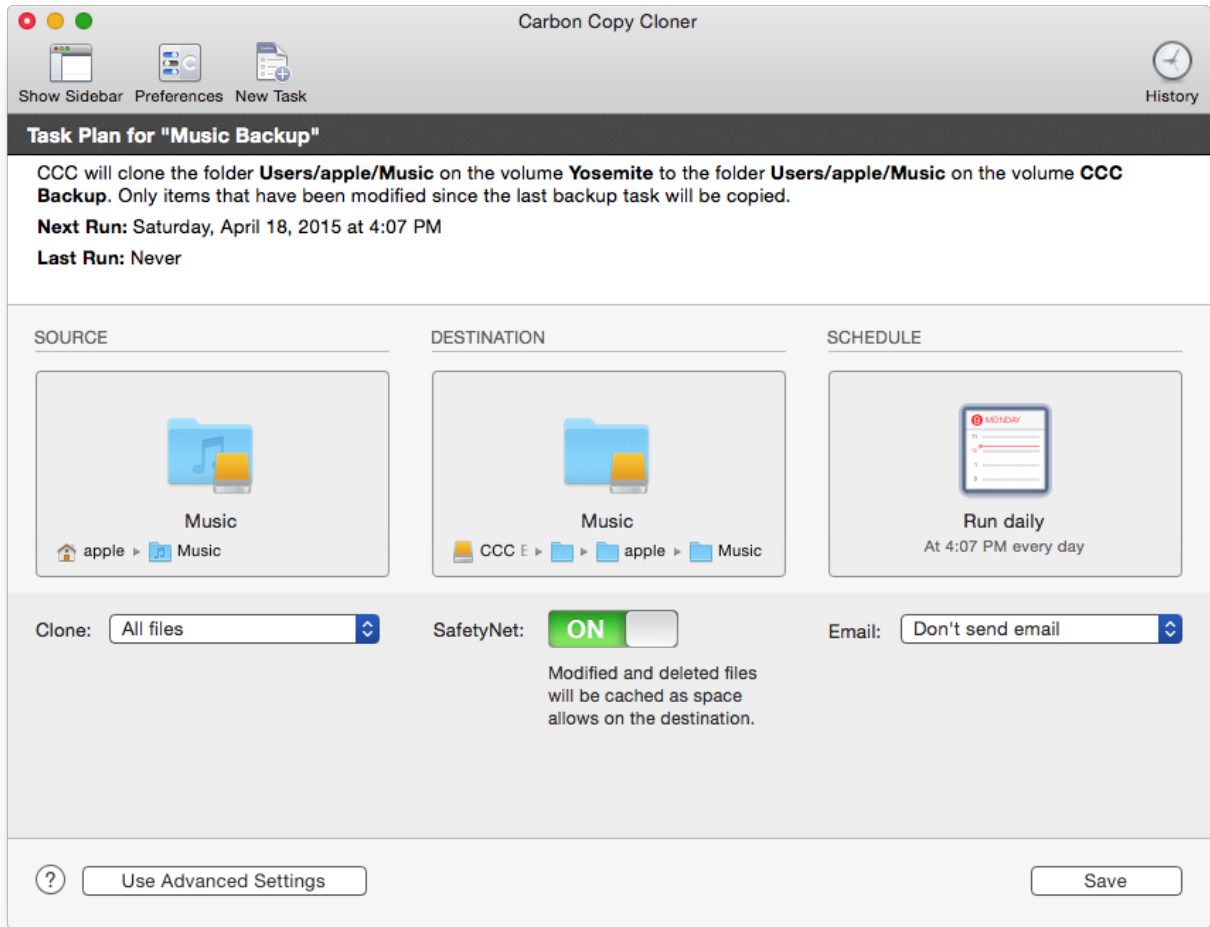 Carbon Copy Cloner
Show Sidebar Preferences New Task
History
Task Plan for "Music Backup"
CCC will clone the folder Users/apple/Music on the volume Yosemite to the folder Users/apple/Music on the volume CCC
Backup. Only items that have been modified since the last backup task will be copied.
Next Run: Saturday, April 18, 2015 at 4:07 PM
Last Run: Never
SOURCE
DESTINATION
SCHEDULE
Music
apple ▸ Music
Music
CCC ▸ ▸ apple ▸ Music
9 MONDAY
11
12
1
2
Run daily
At 4:07 PM every day
Clone: All files
SafetyNet: ON
Modified and deleted files
will be cached as space
allows on the destination.
Email: Don't send email
? Use Advanced Settings
Save